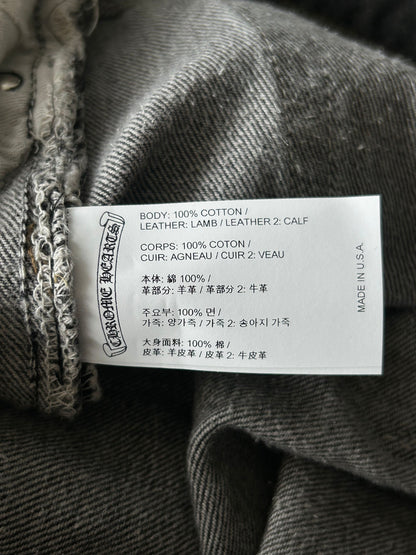 CHROME HEARTS
BODY: 100% COTTON /
LEATHER: LAMB / LEATHER 2: CALF
CORPS: 100% COTON /
CUIR: AGNEAU / CUIR 2: VEAU
本体: 綿 100% /
革部分: 羊革 / 革部分 2: 牛革
주요부: 100% 면 /
가죽: 양가죽 / 가죽 2: 송아지 가죽
大身面料: 100% 棉 /
皮革: 羊皮革 / 皮革 2: 牛皮革
MADE IN U.S.A.